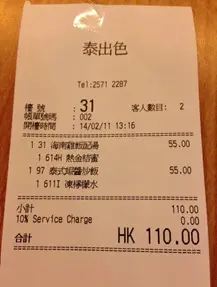 泰出色
Tel:2571 2287
檯 號 : 31 客人數目: 2
帳單號碼 : 002
開檯時間 : 14/02/11 13:16
1 31 海南雞飯配湯 55.00
1 614H 熱金桔蜜
1 97 泰式蝦醬炒飯 55.00
1 611I 凍檸檬水
小計 110.00
10% Service Charge 0.00
合計 HK 110.00